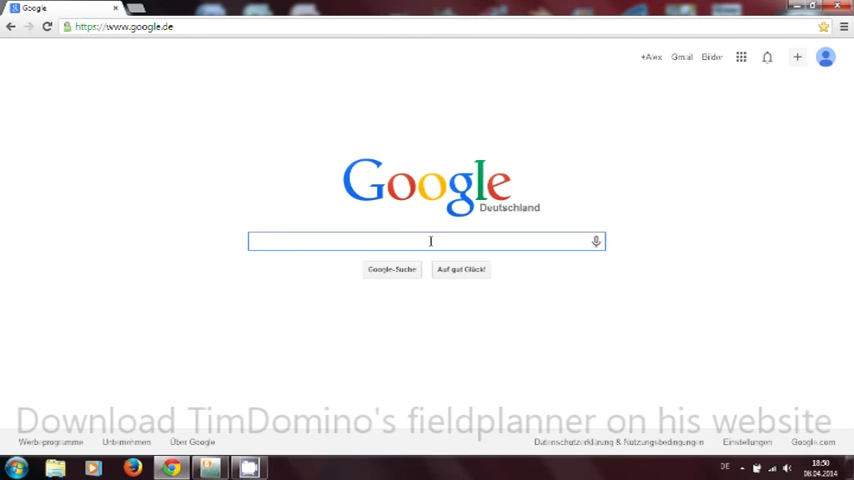 Google
https://www.google.de
+Alex Gmail Bilder
Google
Deutschland
Google-Suche Auf gut Glück!
Download TimDomino's fieldplanner on his website
Werbeprogramme Unternehmen Über Google Datenschutzerklärung & Nutzungsbedingungen Einstellungen Google.com
DE 18:50
08.04.2014